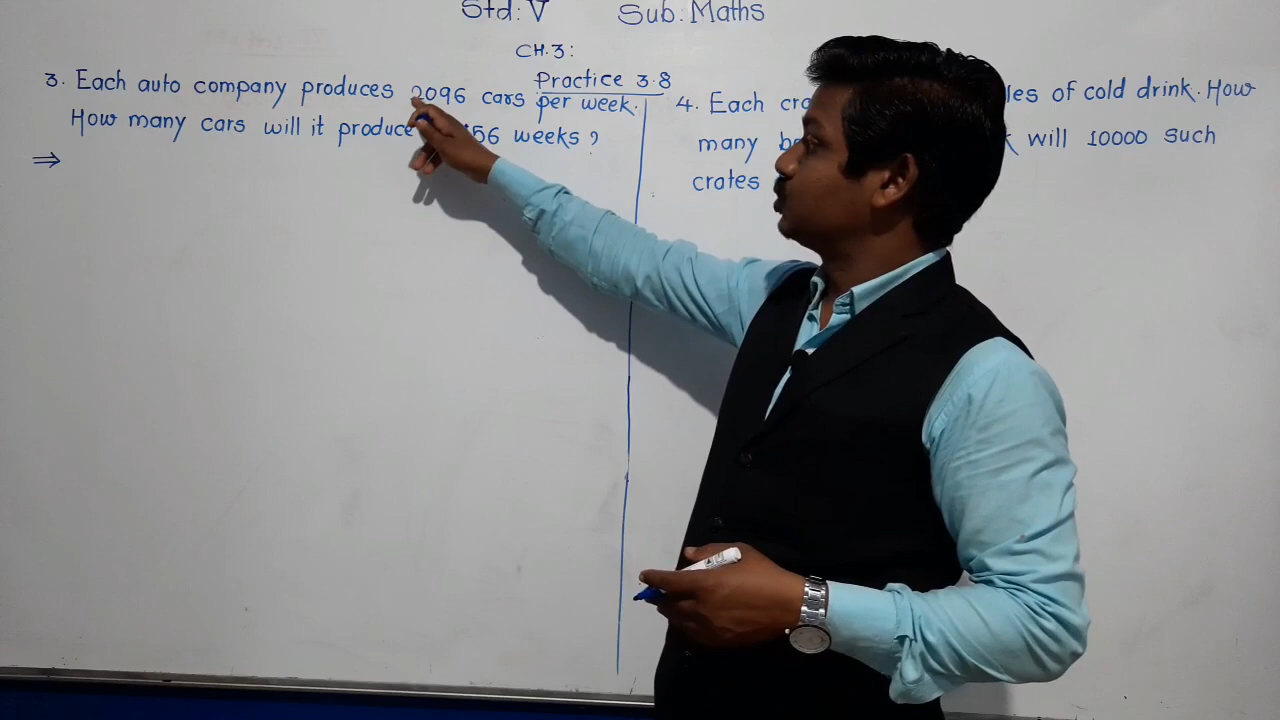 Std: V Sub: Maths
CH.3:
Practice 3.8
3. Each auto company produces 2096 cars per week.
How many cars will it produce 156 weeks ?
⇒
4. Each of cold drink. How
many will 10000 such
crates